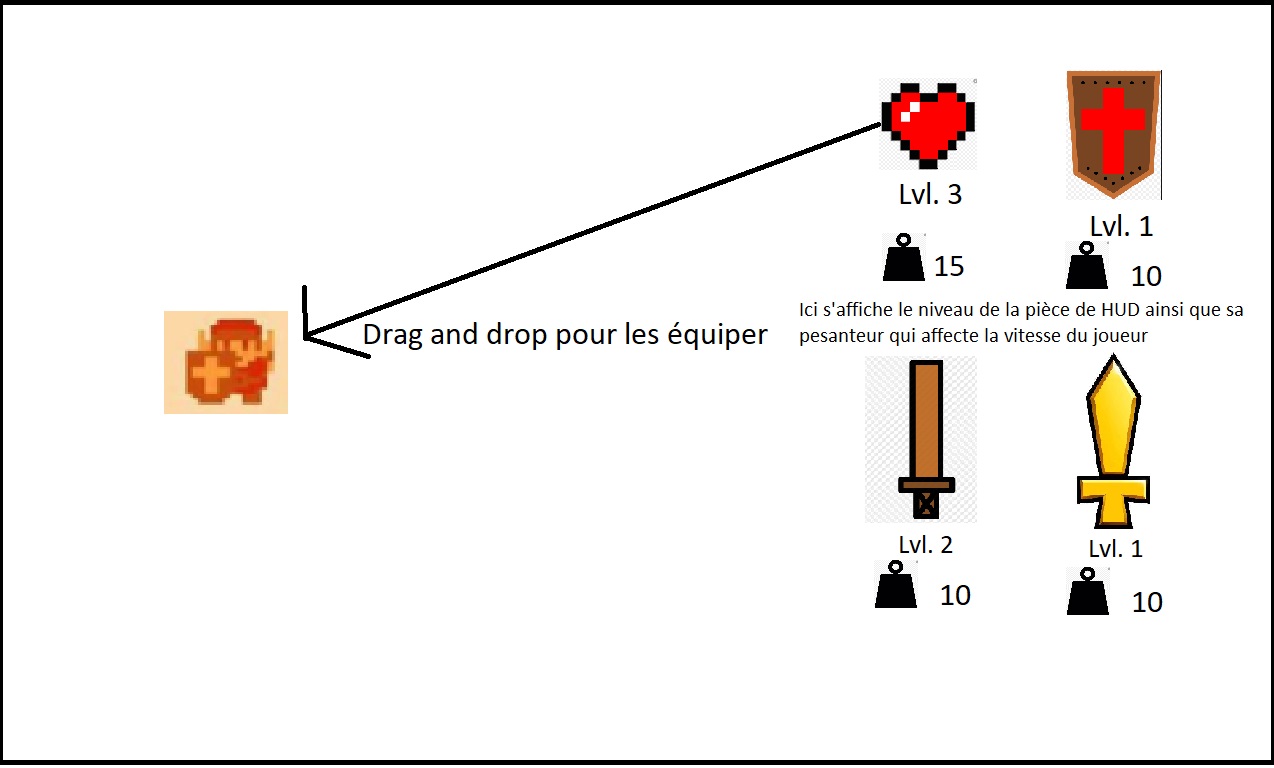 Lvl. 3
Lvl. 1
15
10
Ici s'affiche le niveau de la pièce de HUD ainsi que sa
pesanteur qui affecte la vitesse du joueur
Drag and drop pour les équiper
Lvl. 2
Lvl. 1
10
10